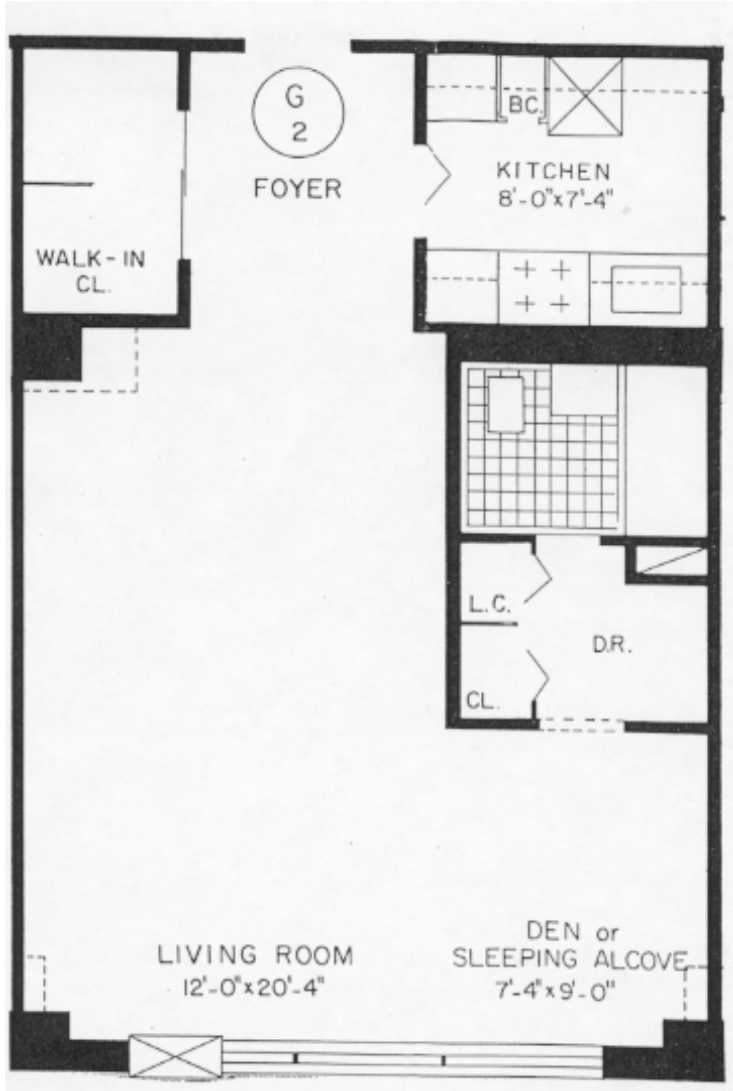 G
2
FOYER
BC.
KITCHEN
8'-0"x7'-4"
WALK-IN
CL.
L.C.
D.R.
CL.
LIVING ROOM
12'-0"x20'-4"
DEN or
SLEEPING ALCOVE
7'-4"x9'-0"